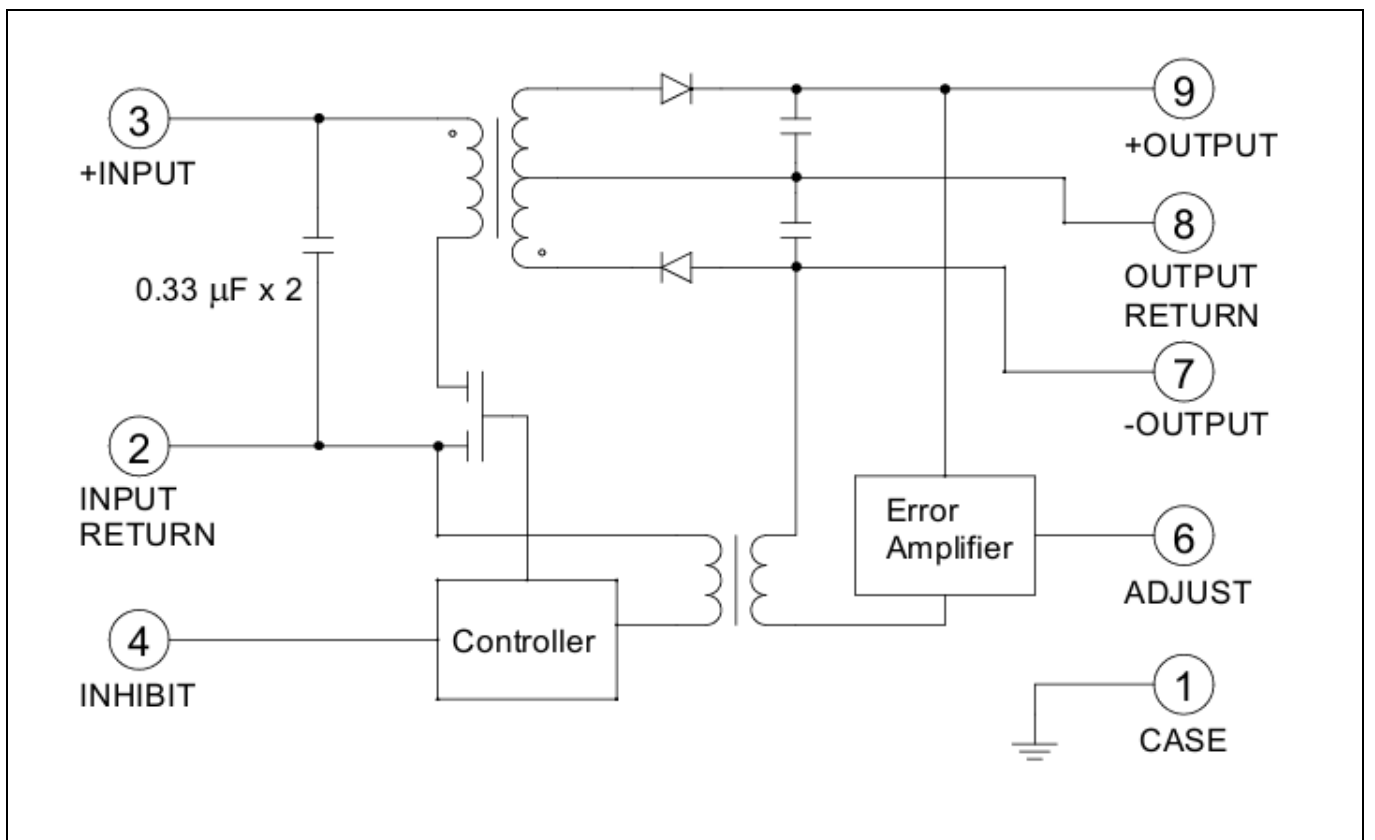 3
+INPUT
0.33 μF x 2
2
INPUT
RETURN
4
INHIBIT
Controller
Error
Amplifier
9
+OUTPUT
8
OUTPUT
RETURN
7
-OUTPUT
6
ADJUST
1
CASE